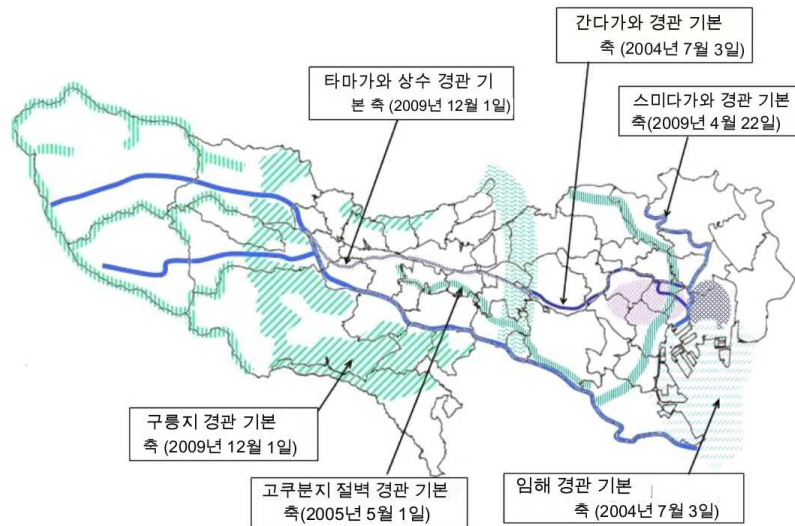 간다가와 경관 기본
축 (2004년 7월 3일)
타마가와 상수 경관 기
본 축 (2009년 12월 1일)
스미다가와 경관 기본
축(2009년 4월 22일)
구릉지 경관 기본
축 (2009년 12월 1일)
고쿠분지 절벽 경관 기본
축(2005년 5월 1일)
임해 경관 기본
축 (2004년 7월 3일)